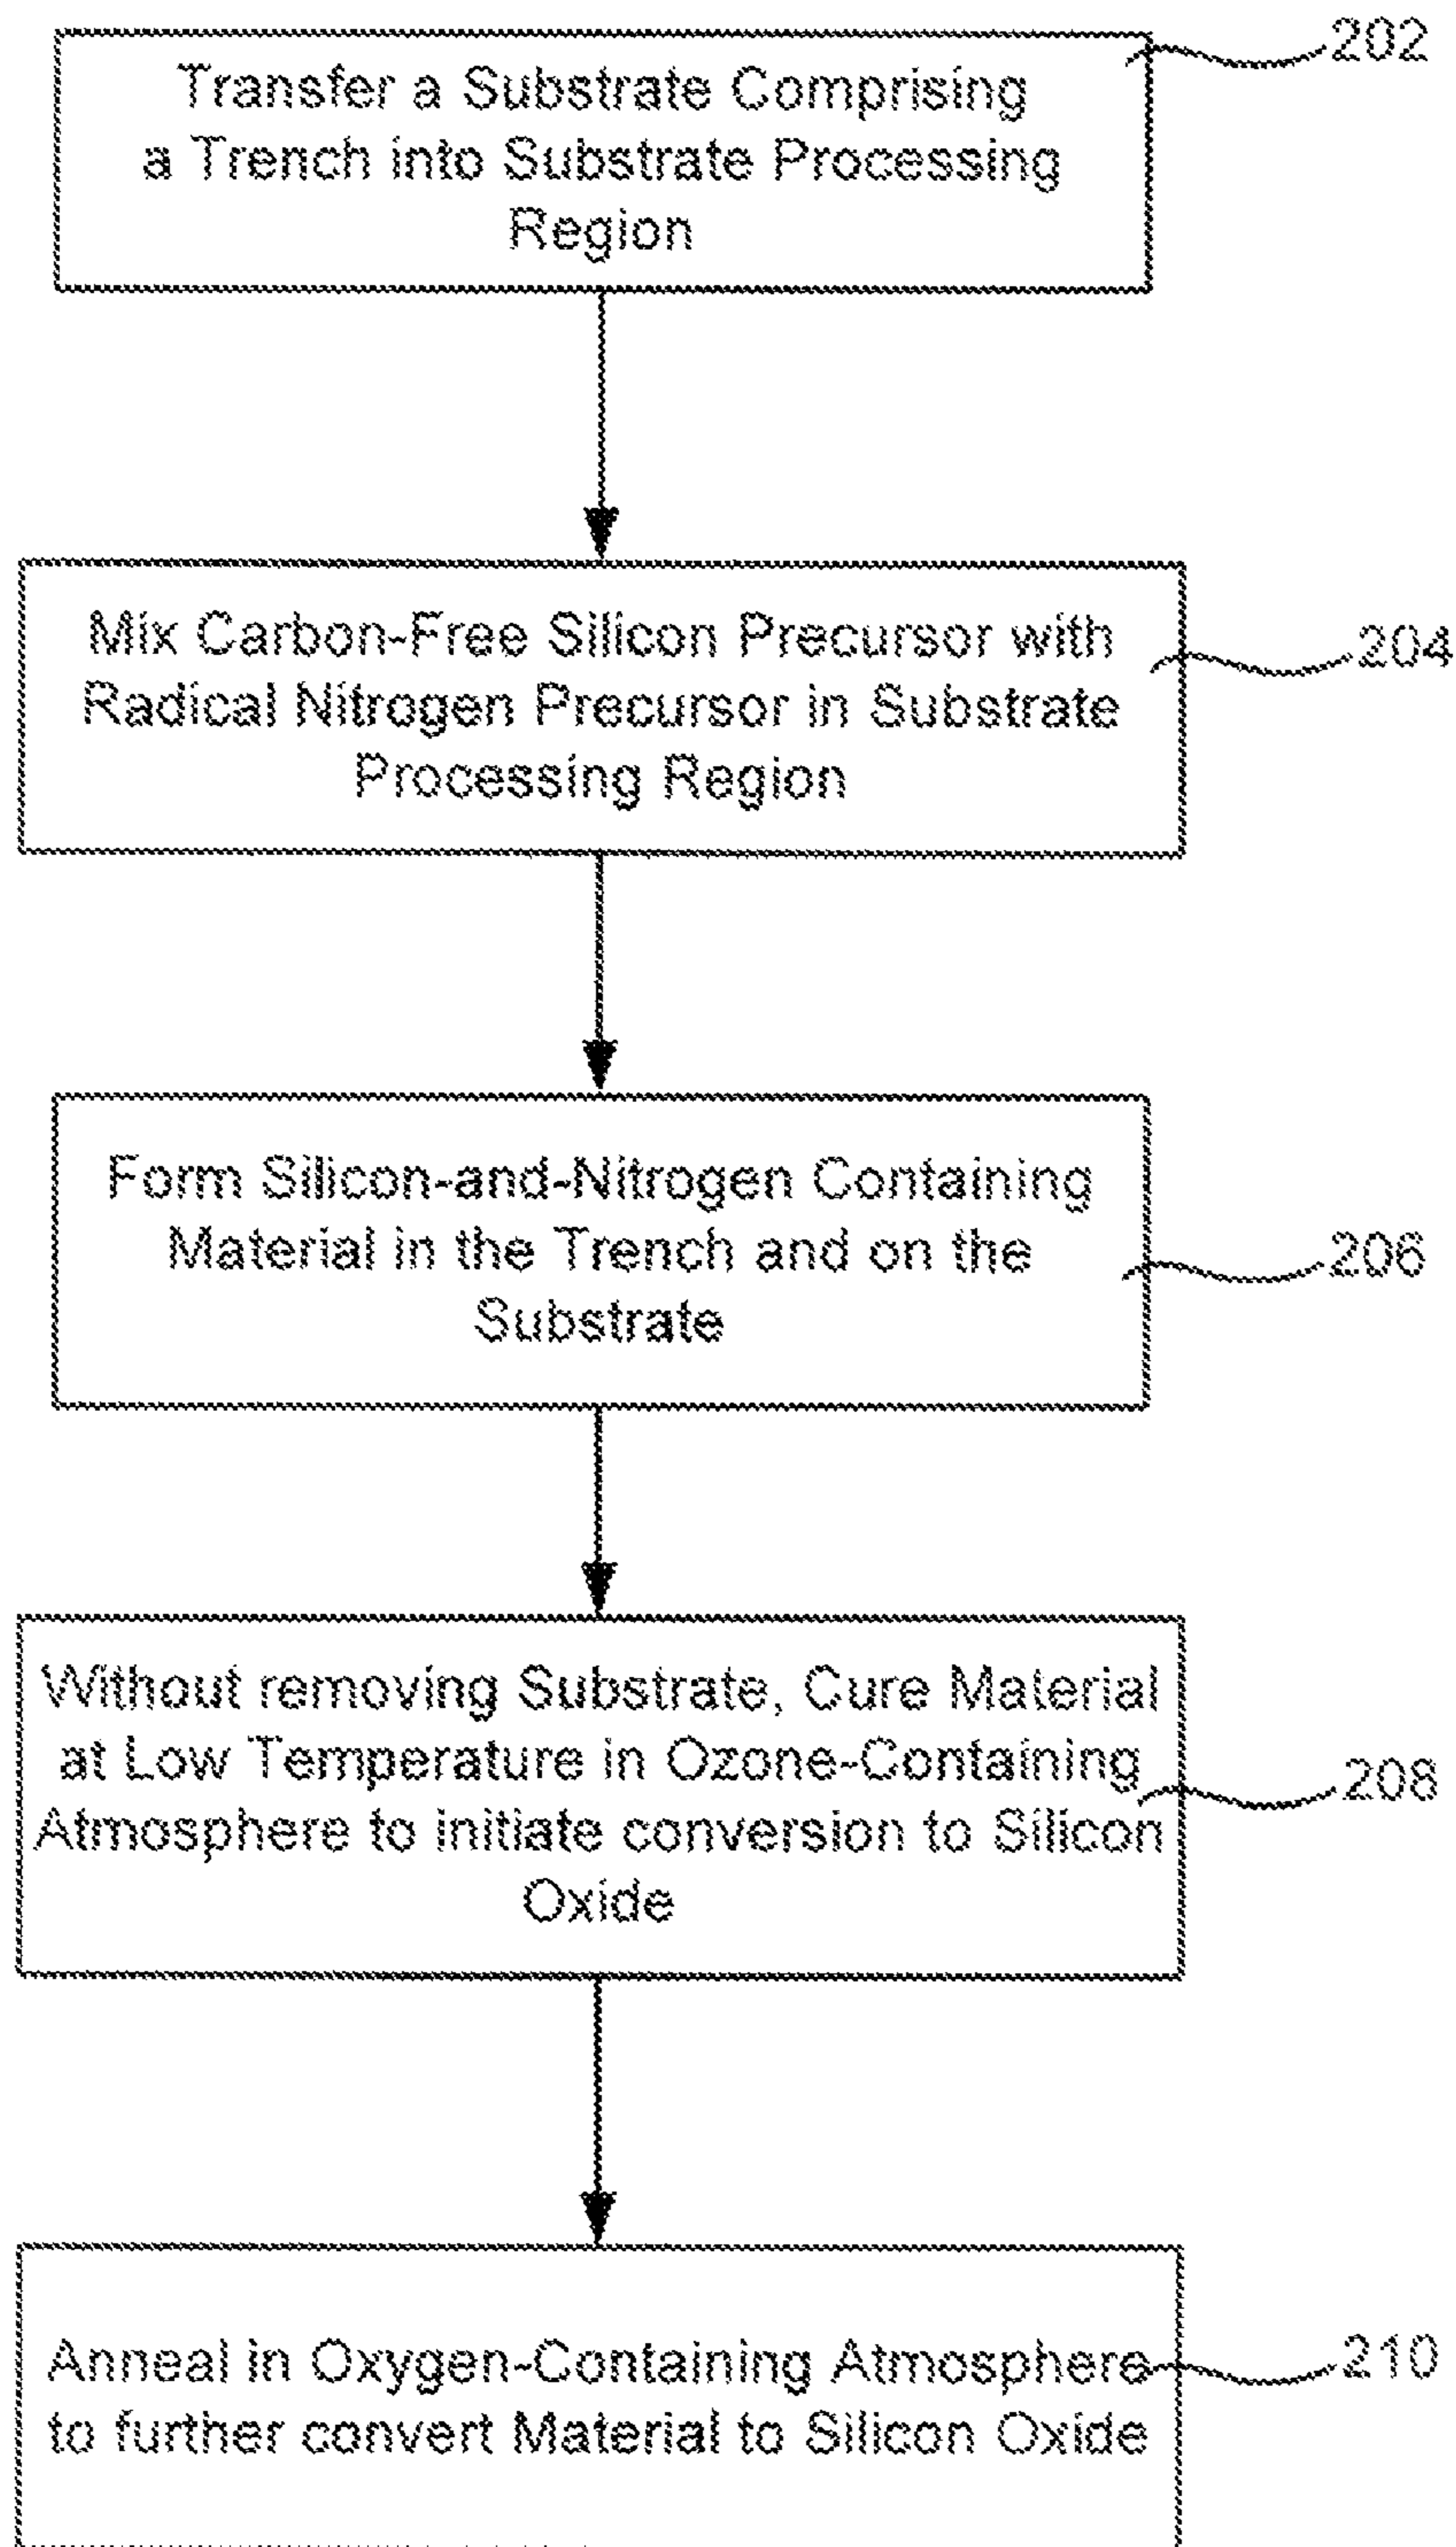 202
Transfer a Substrate Comprising
a Trench into Substrate Processing
Region
Mix Carbon-Free Silicon Precursor with
204
Radical Nitrogen Precursor in Substrate
Processing Region
Form Silicon-and-Nitrogen Containing
Material in the Trench and on the
206
Substrate
Without removing Substrate, Cure Material
at Low Temperature in Ozone-Containing
208
Atmosphere to initiate conversion to Silicon
Oxide
Anneal in Oxygen-Containing Atmosphere
210
to further convert Material to Silicon Oxide